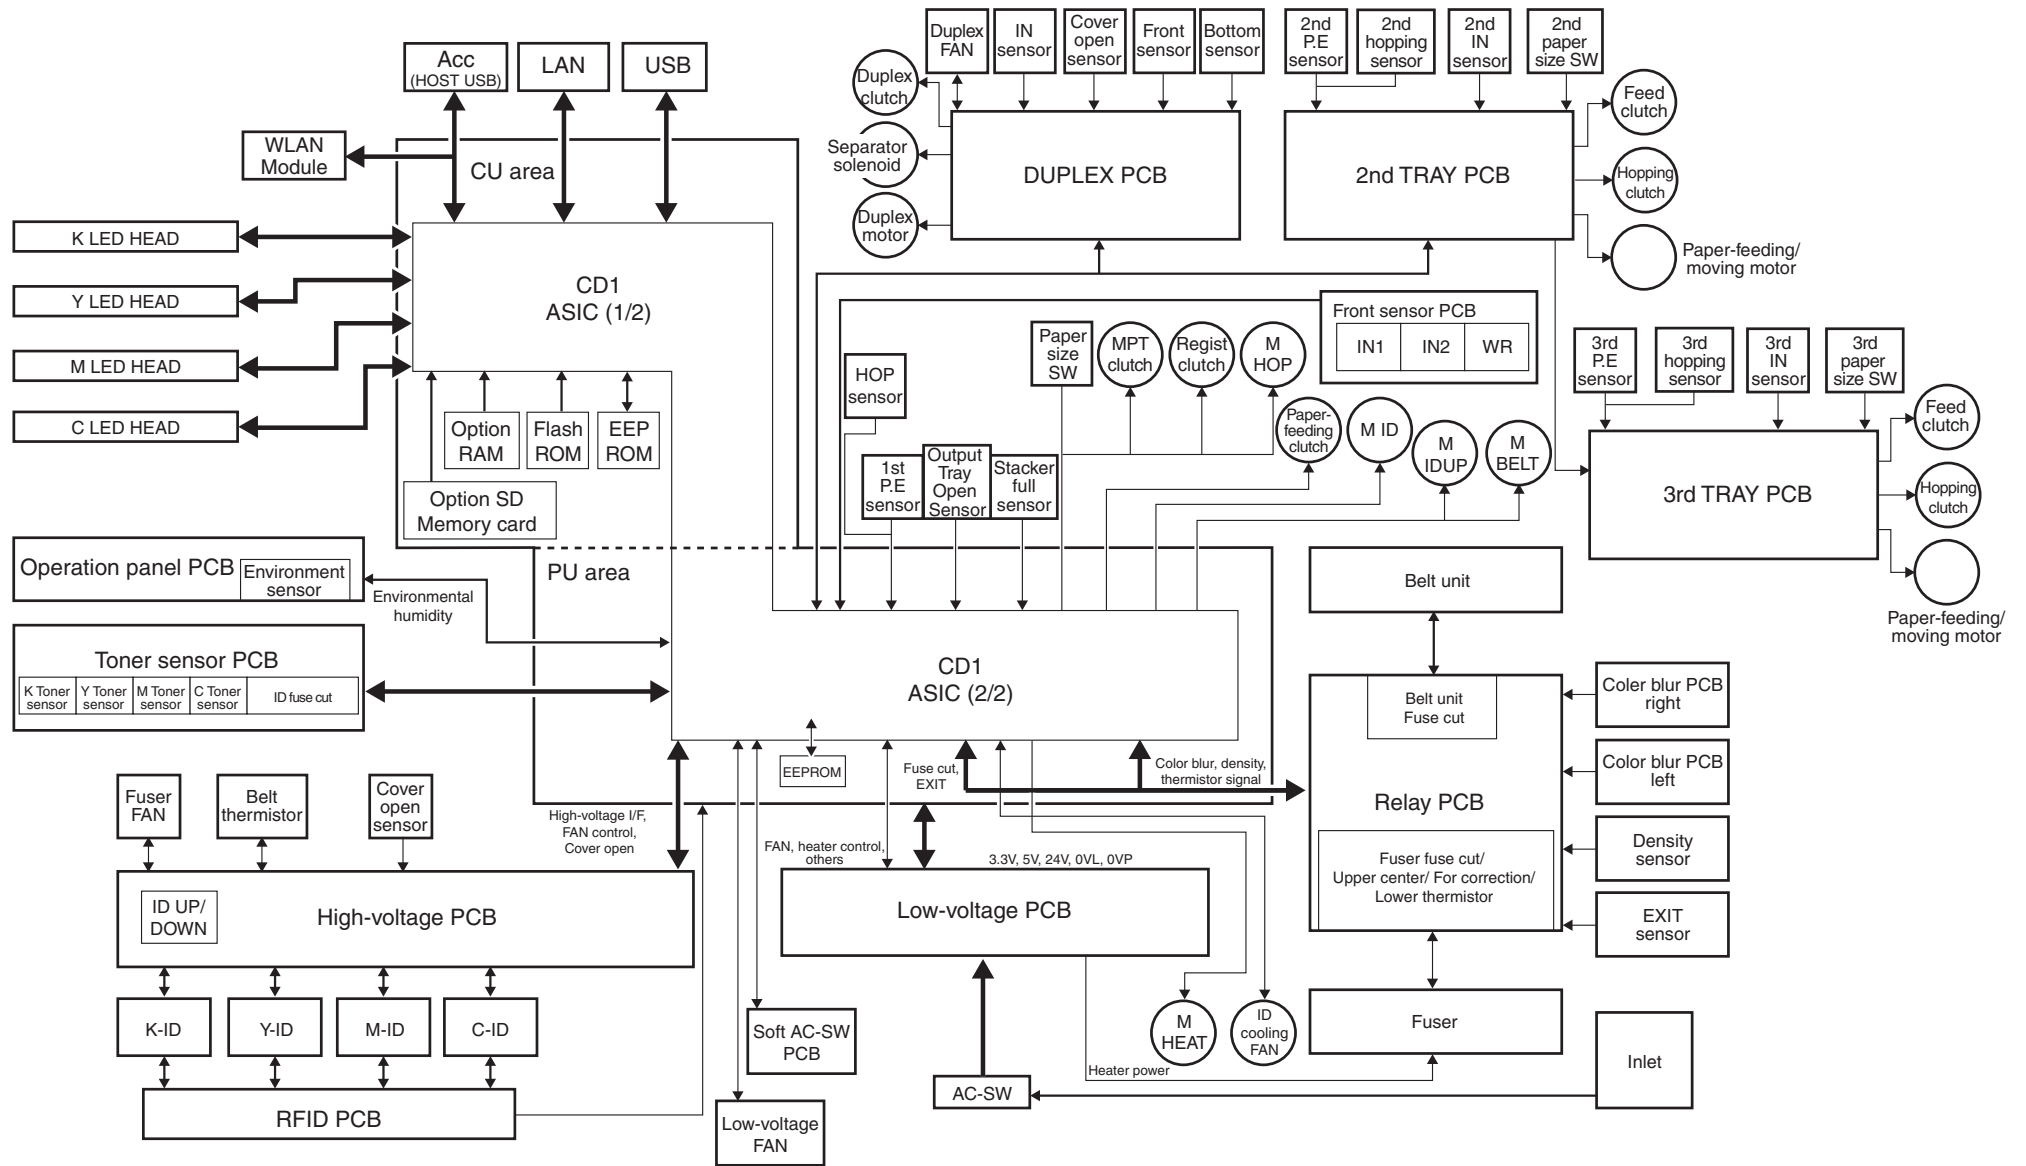 Acc
(HOST USB)
LAN
USB
WLAN
Module
CU area
K LED HEAD
Y LED HEAD
M LED HEAD
C LED HEAD
CD1
ASIC (1/2)
Option
RAM
Flash
ROM
EEP
ROM
Option SD
Memory card
Duplex
FAN
IN
sensor
Cover
open
sensor
Front
sensor
Bottom
sensor
Duplex
clutch
Separator
solenoid
Duplex
motor
DUPLEX PCB
2nd
P.E
sensor
2nd
hopping
sensor
2nd
IN
sensor
2nd
paper
size SW
2nd TRAY PCB
Feed
clutch
Hopping
clutch
Paper-feeding/
moving motor
Front sensor PCB
IN1
IN2
WR
HOP
sensor
Paper
size
SW
MPT
clutch
Regist
clutch
M
HOP
Paper-
feeding
clutch
M ID
M
IDUP
M
BELT
1st
P.E
sensor
Output
Tray
Open
Sensor
Stacker
full
sensor
3rd
P.E
sensor
3rd
hopping
sensor
3rd
IN
sensor
3rd
paper
size SW
3rd TRAY PCB
Feed
clutch
Hopping
clutch
Paper-feeding/
moving motor
Operation panel PCB
Environment
sensor
Environmental
humidity
PU area
Toner sensor PCB
K Toner
sensor
Y Toner
sensor
M Toner
sensor
C Toner
sensor
ID fuse cut
CD1
ASIC (2/2)
EEPROM
Fuse cut,
EXIT
Color blur, density,
thermistor signal
High-voltage I/F,
FAN control,
Cover open
FAN, heater control,
others
3.3V, 5V, 24V, 0VL, 0VP
Belt unit
Belt unit
Fuse cut
Relay PCB
Fuser fuse cut/
Upper center/ For correction/
Lower thermistor
Coler blur PCB
right
Color blur PCB
left
Density
sensor
EXIT
sensor
Fuser
FAN
Belt
thermistor
Cover
open
sensor
ID UP/
DOWN
High-voltage PCB
K-ID
Y-ID
M-ID
C-ID
RFID PCB
Low-voltage PCB
Soft AC-SW
PCB
Low-voltage
FAN
AC-SW
Heater power
M
HEAT
ID
cooling
FAN
Fuser
Inlet